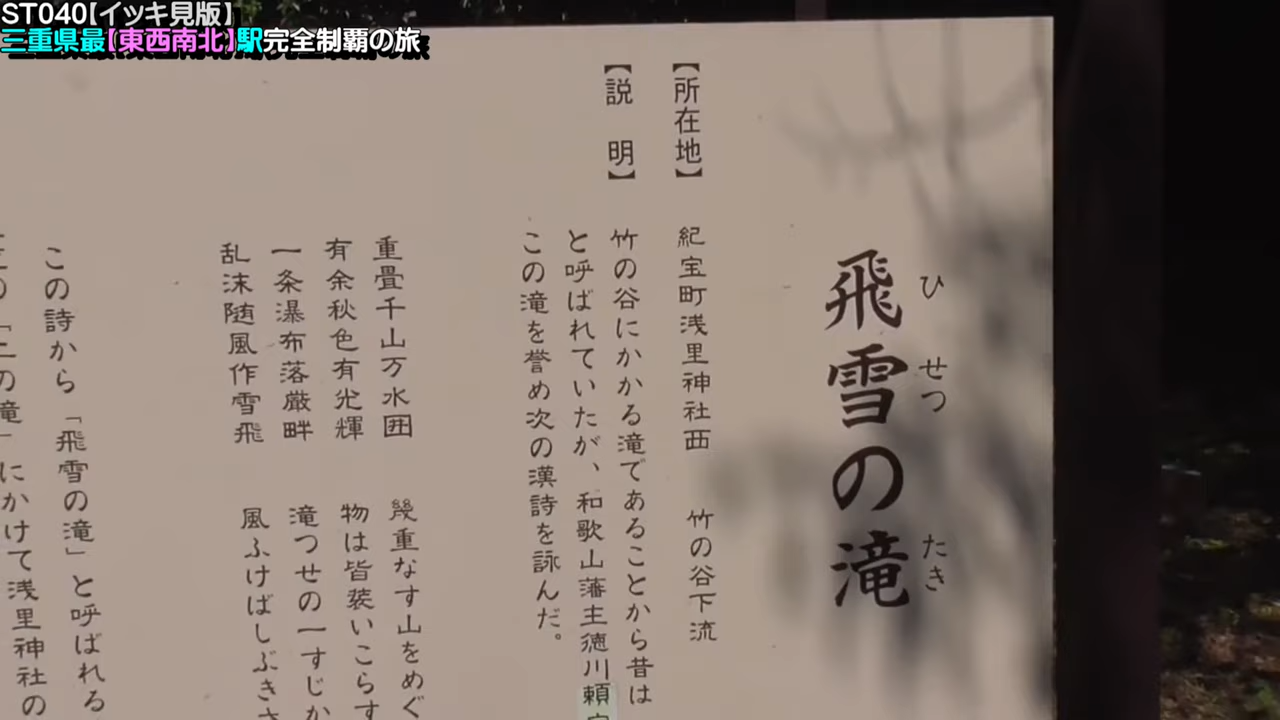 ST040【イッキ見版】
三重県最【東西南北】駅完全制覇の旅
飛雪の滝
ひせつ たき
【所在地】 紀宝町浅里神社西 竹の谷下流
【説 明】 竹の谷にかかる滝であることから昔は
と呼ばれていたが、和歌山藩主徳川頼
この滝を誉め次の漢詩を詠んだ。
重畳千山万水囲 幾重なす山をめぐ
有余秋色有光輝 物は皆装いこらす
一条瀑布落厳畔 滝つせの一すじか
乱沫随風作雪飛 風ふけばしぶきさ
この詩から「飛雪の滝」と呼ばれる
の「二の滝」にかけて浅里神社の